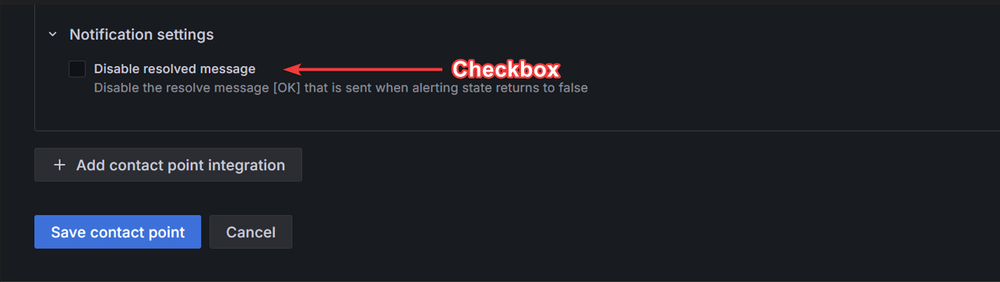 Notification settings
Disable resolved message
Checkbox
Disable the resolve message [OK] that is sent when alerting state returns to false
Add contact point integration
Save contact point
Cancel